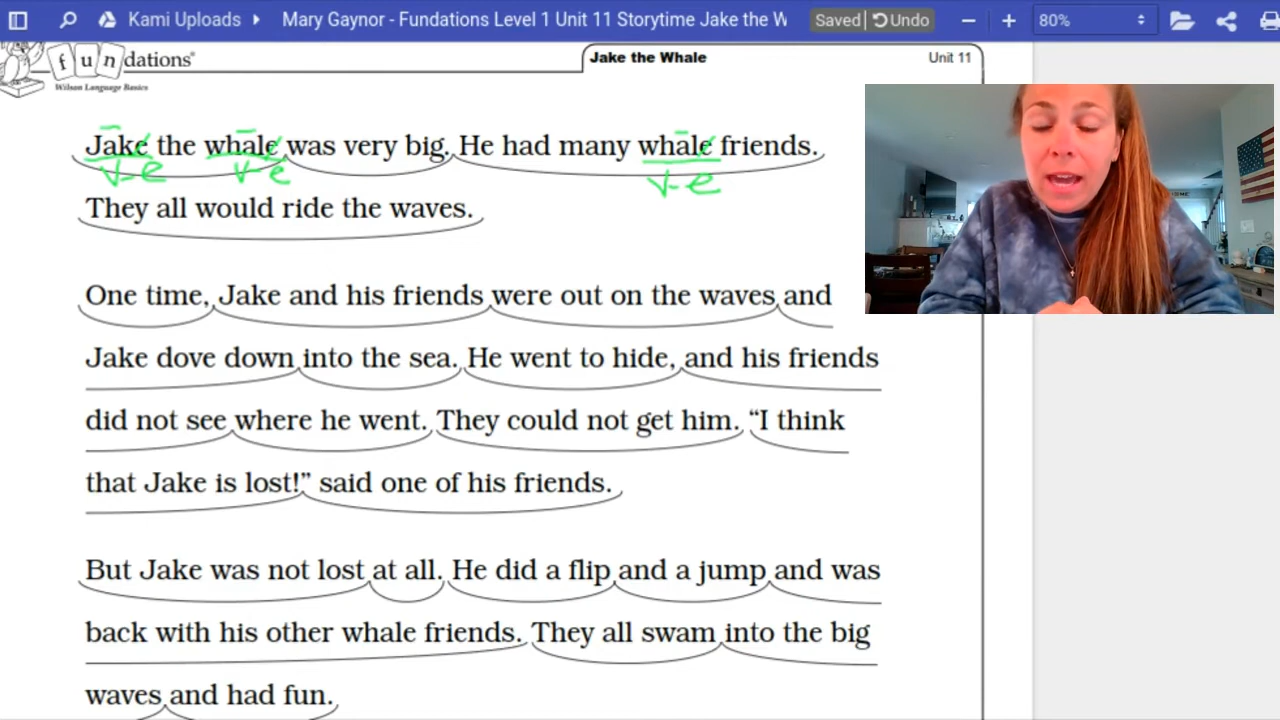 Kami Uploads Mary Gaynor - Fundations Level 1 Unit 11 Storytime Jake the W Saved Undo 80%
fundations®
Wilson Language Basics
Jake the Whale
Unit 11
Jake the whale was very big. He had many whale friends.
v-e v-e v-e
They all would ride the waves.
One time, Jake and his friends were out on the waves and
Jake dove down into the sea. He went to hide, and his friends
did not see where he went. They could not get him. “I think
that Jake is lost!” said one of his friends.
But Jake was not lost at all. He did a flip and a jump and was
back with his other whale friends. They all swam into the big
waves and had fun.